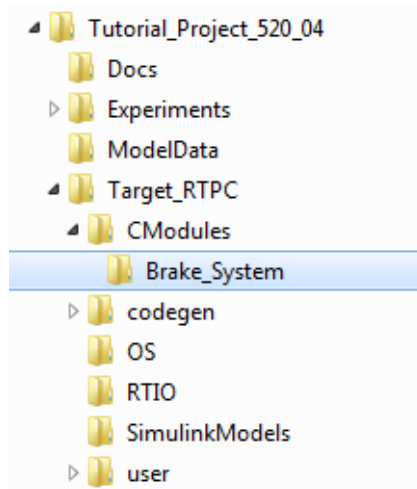 Tutorial_Project_520_04
Docs
Experiments
ModelData
Target_RTPC
CModules
Brake_System
codegen
OS
RTIO
SimulinkModels
user